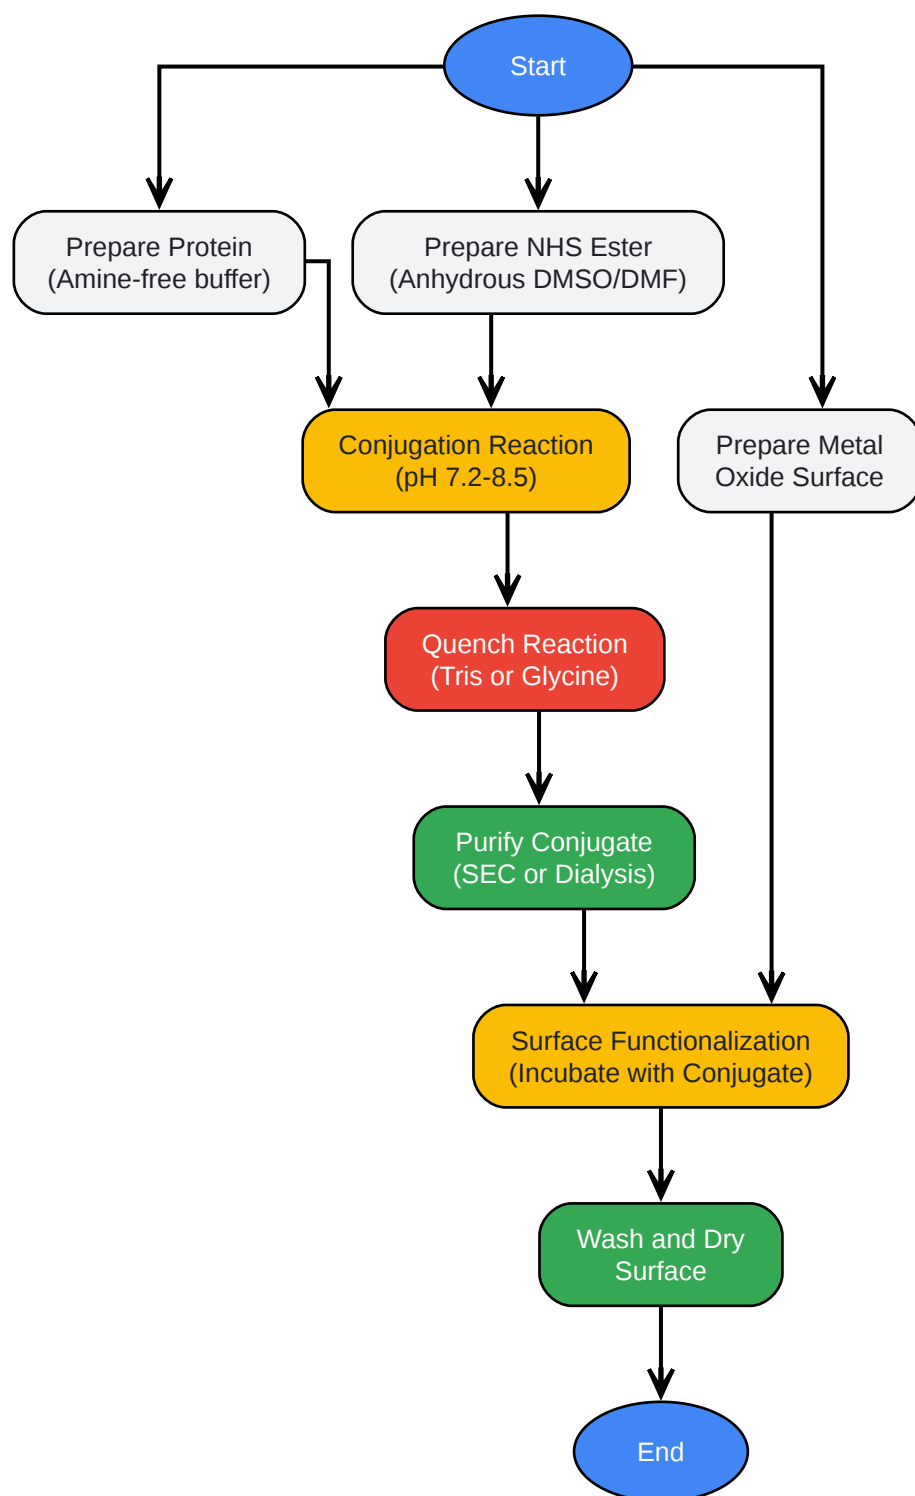 Start
Prepare Protein
(Amine-free buffer)
Prepare NHS Ester
(Anhydrous DMSO/DMF)
Conjugation Reaction
(pH 7.2-8.5)
Prepare Metal
Oxide Surface
Quench Reaction
(Tris or Glycine)
Purify Conjugate
(SEC or Dialysis)
Surface Functionalization
(Incubate with Conjugate)
Wash and Dry
Surface
End